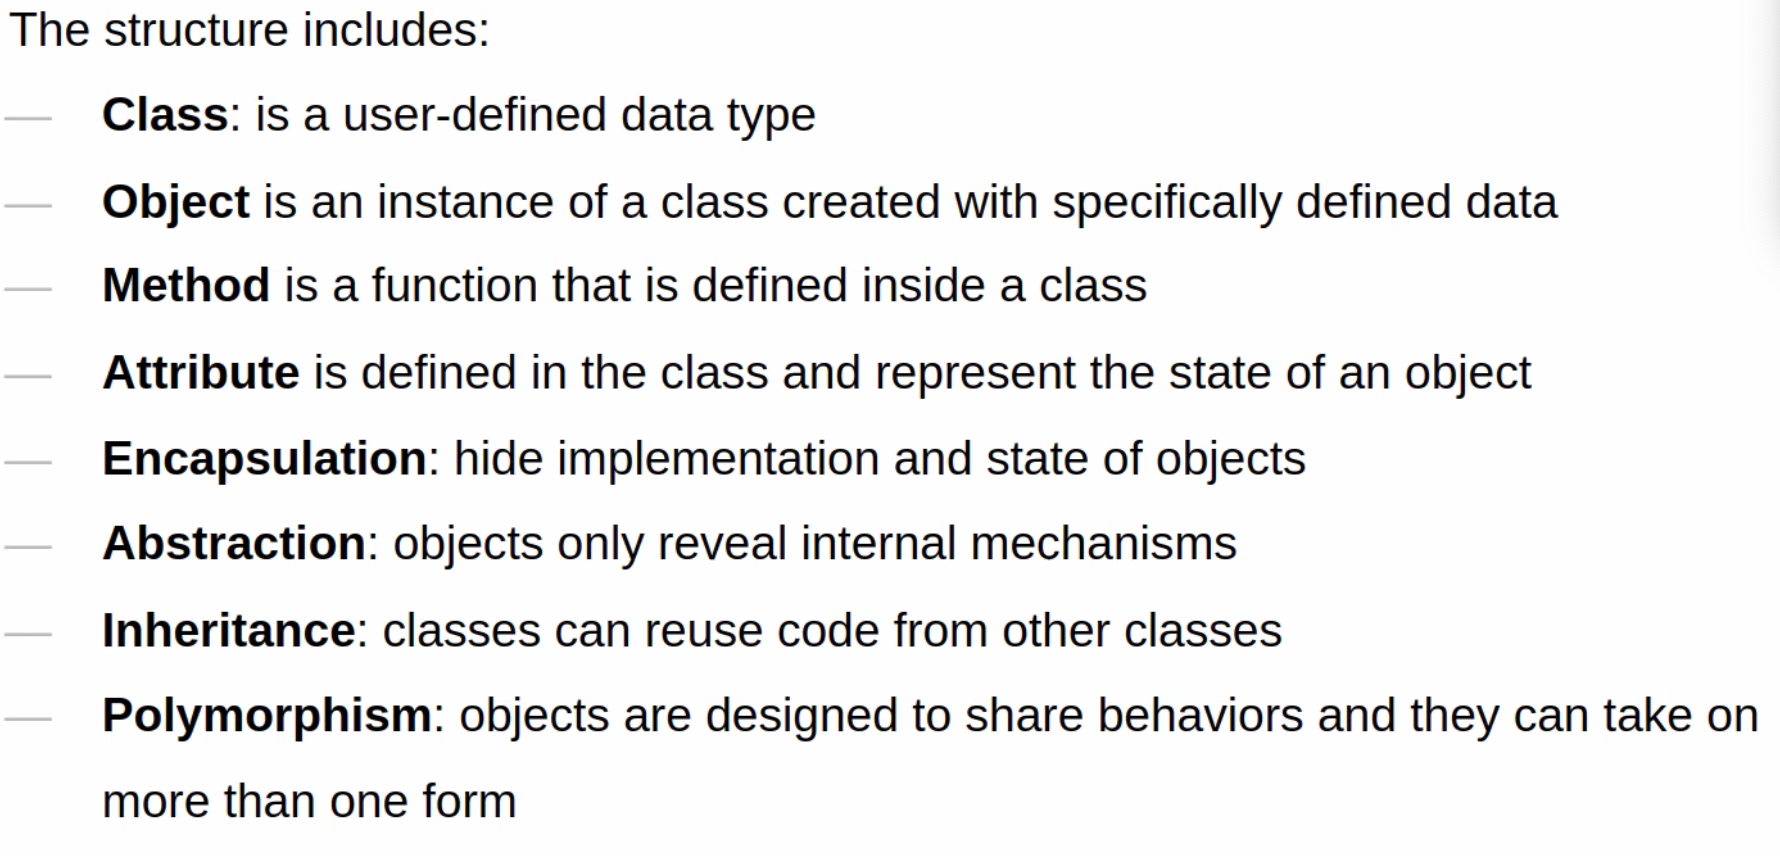 The structure includes:
— Class: is a user-defined data type
— Object is an instance of a class created with specifically defined data
— Method is a function that is defined inside a class
— Attribute is defined in the class and represent the state of an object
— Encapsulation: hide implementation and state of objects
— Abstraction: objects only reveal internal mechanisms
— Inheritance: classes can reuse code from other classes
— Polymorphism: objects are designed to share behaviors and they can take on
more than one form